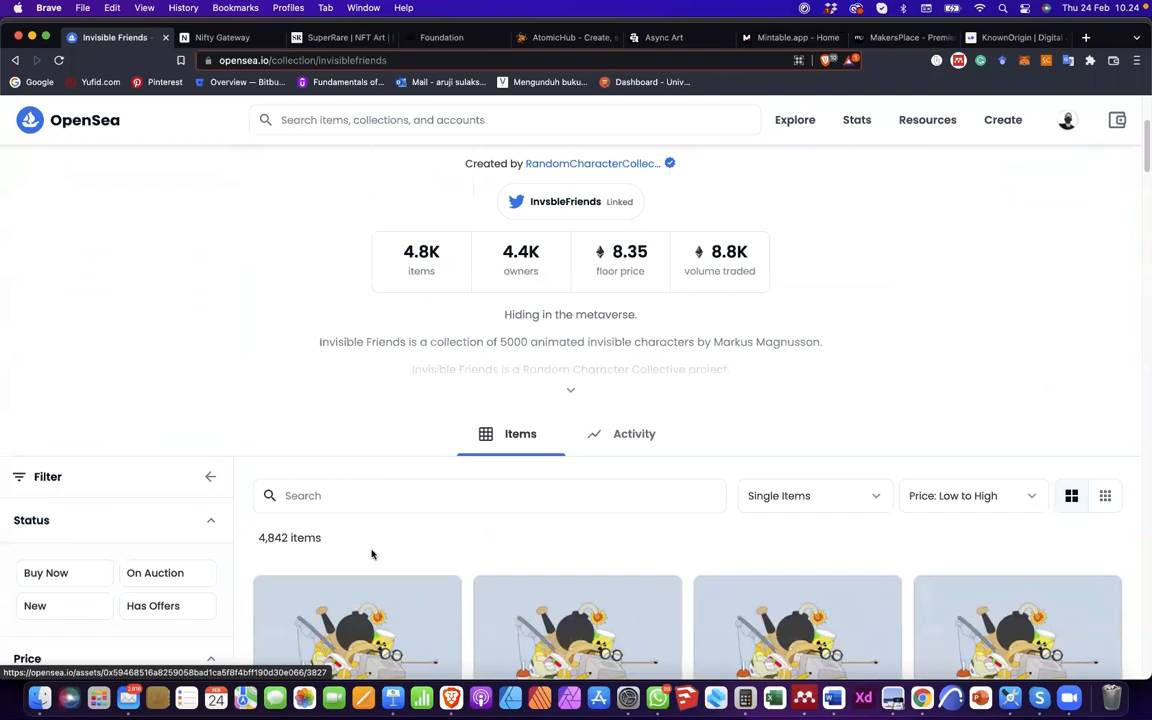 Brave File Edit View History Bookmarks Profiles Tab Window Help Thu 24 Feb 10.24
Invisible Friends Nifty Gateway SuperRare | NFT Art | Foundation AtomicHub - Create, Async Art Mintable.app - Home MakersPlace - Premie KnownOrigin | Digital
opensea.io/collection/invisiblefriends
Google Yufid.com Pinterest Overview – Bitbu... Fundamentals of... Mail - aruji sulaks... Mengunduh buku... Dashboard - Univ...
OpenSea Search items, collections, and accounts Explore Stats Resources Create
Created by RandomCharacterCollec...
InvsbleFriends Linked
4.8K 4.4K 8.35 8.8K
items owners floor price volume traded
Hiding in the metaverse.
Invisible Friends is a collection of 5000 animated invisible characters by Markus Magnusson.
Invisible Friends is a Random Character Collective project.
Items Activity
Filter
Search Single Items Price: Low to High
Status
4,842 items
Buy Now On Auction
New Has Offers
Price
https://opensea.io/assets/0x59468516a8259058bad1ca5f8f4bff190d30e066/3827